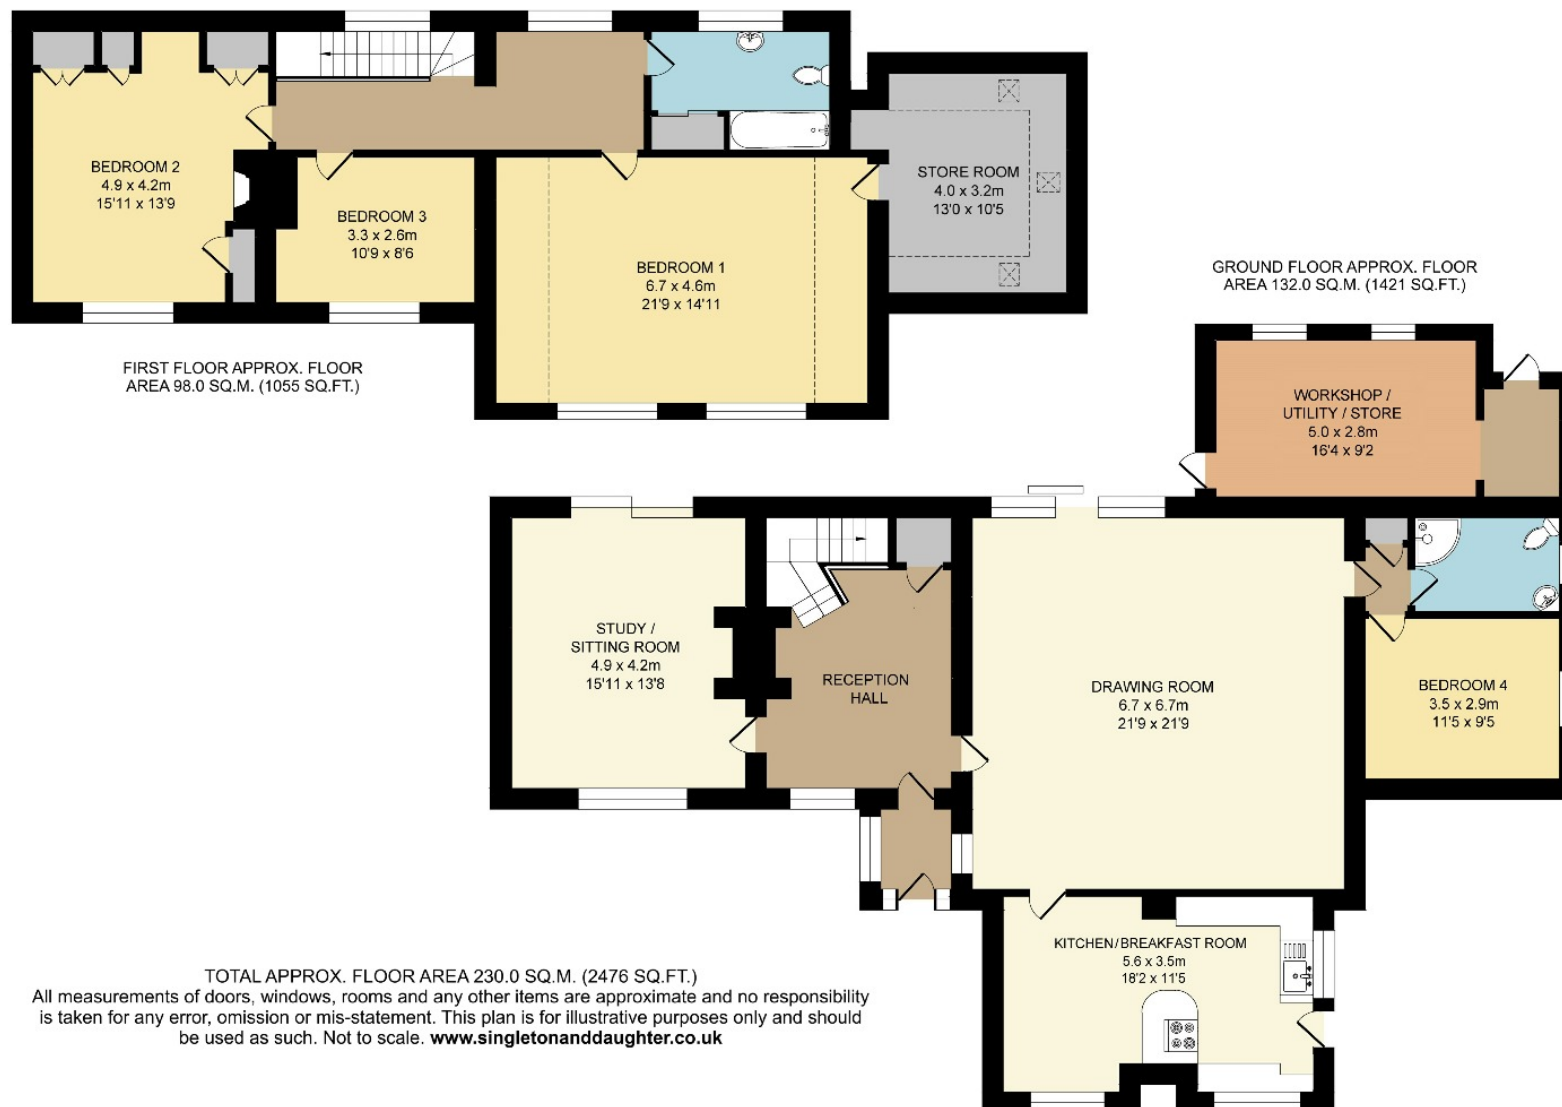 BEDROOM 2
4.9 x 4.2m
15'11 x 13'9
BEDROOM 3
3.3 x 2.6m
10'9 x 8'6
BEDROOM 1
6.7 x 4.6m
21'9 x 14'11
STORE ROOM
4.0 x 3.2m
13'0 x 10'5
FIRST FLOOR APPROX. FLOOR
AREA 98.0 SQ.M. (1055 SQ.FT.)
GROUND FLOOR APPROX. FLOOR
AREA 132.0 SQ.M. (1421 SQ.FT.)
WORKSHOP /
UTILITY / STORE
5.0 x 2.8m
16'4 x 9'2
STUDY /
SITTING ROOM
4.9 x 4.2m
15'11 x 13'8
RECEPTION
HALL
DRAWING ROOM
6.7 x 6.7m
21'9 x 21'9
BEDROOM 4
3.5 x 2.9m
11'5 x 9'5
KITCHEN/BREAKFAST ROOM
5.6 x 3.5m
18'2 x 11'5
TOTAL APPROX. FLOOR AREA 230.0 SQ.M. (2476 SQ.FT.)
All measurements of doors, windows, rooms and any other items are approximate and no responsibility
is taken for any error, omission or mis-statement. This plan is for illustrative purposes only and should
be used as such. Not to scale. www.singletonanddaughter.co.uk